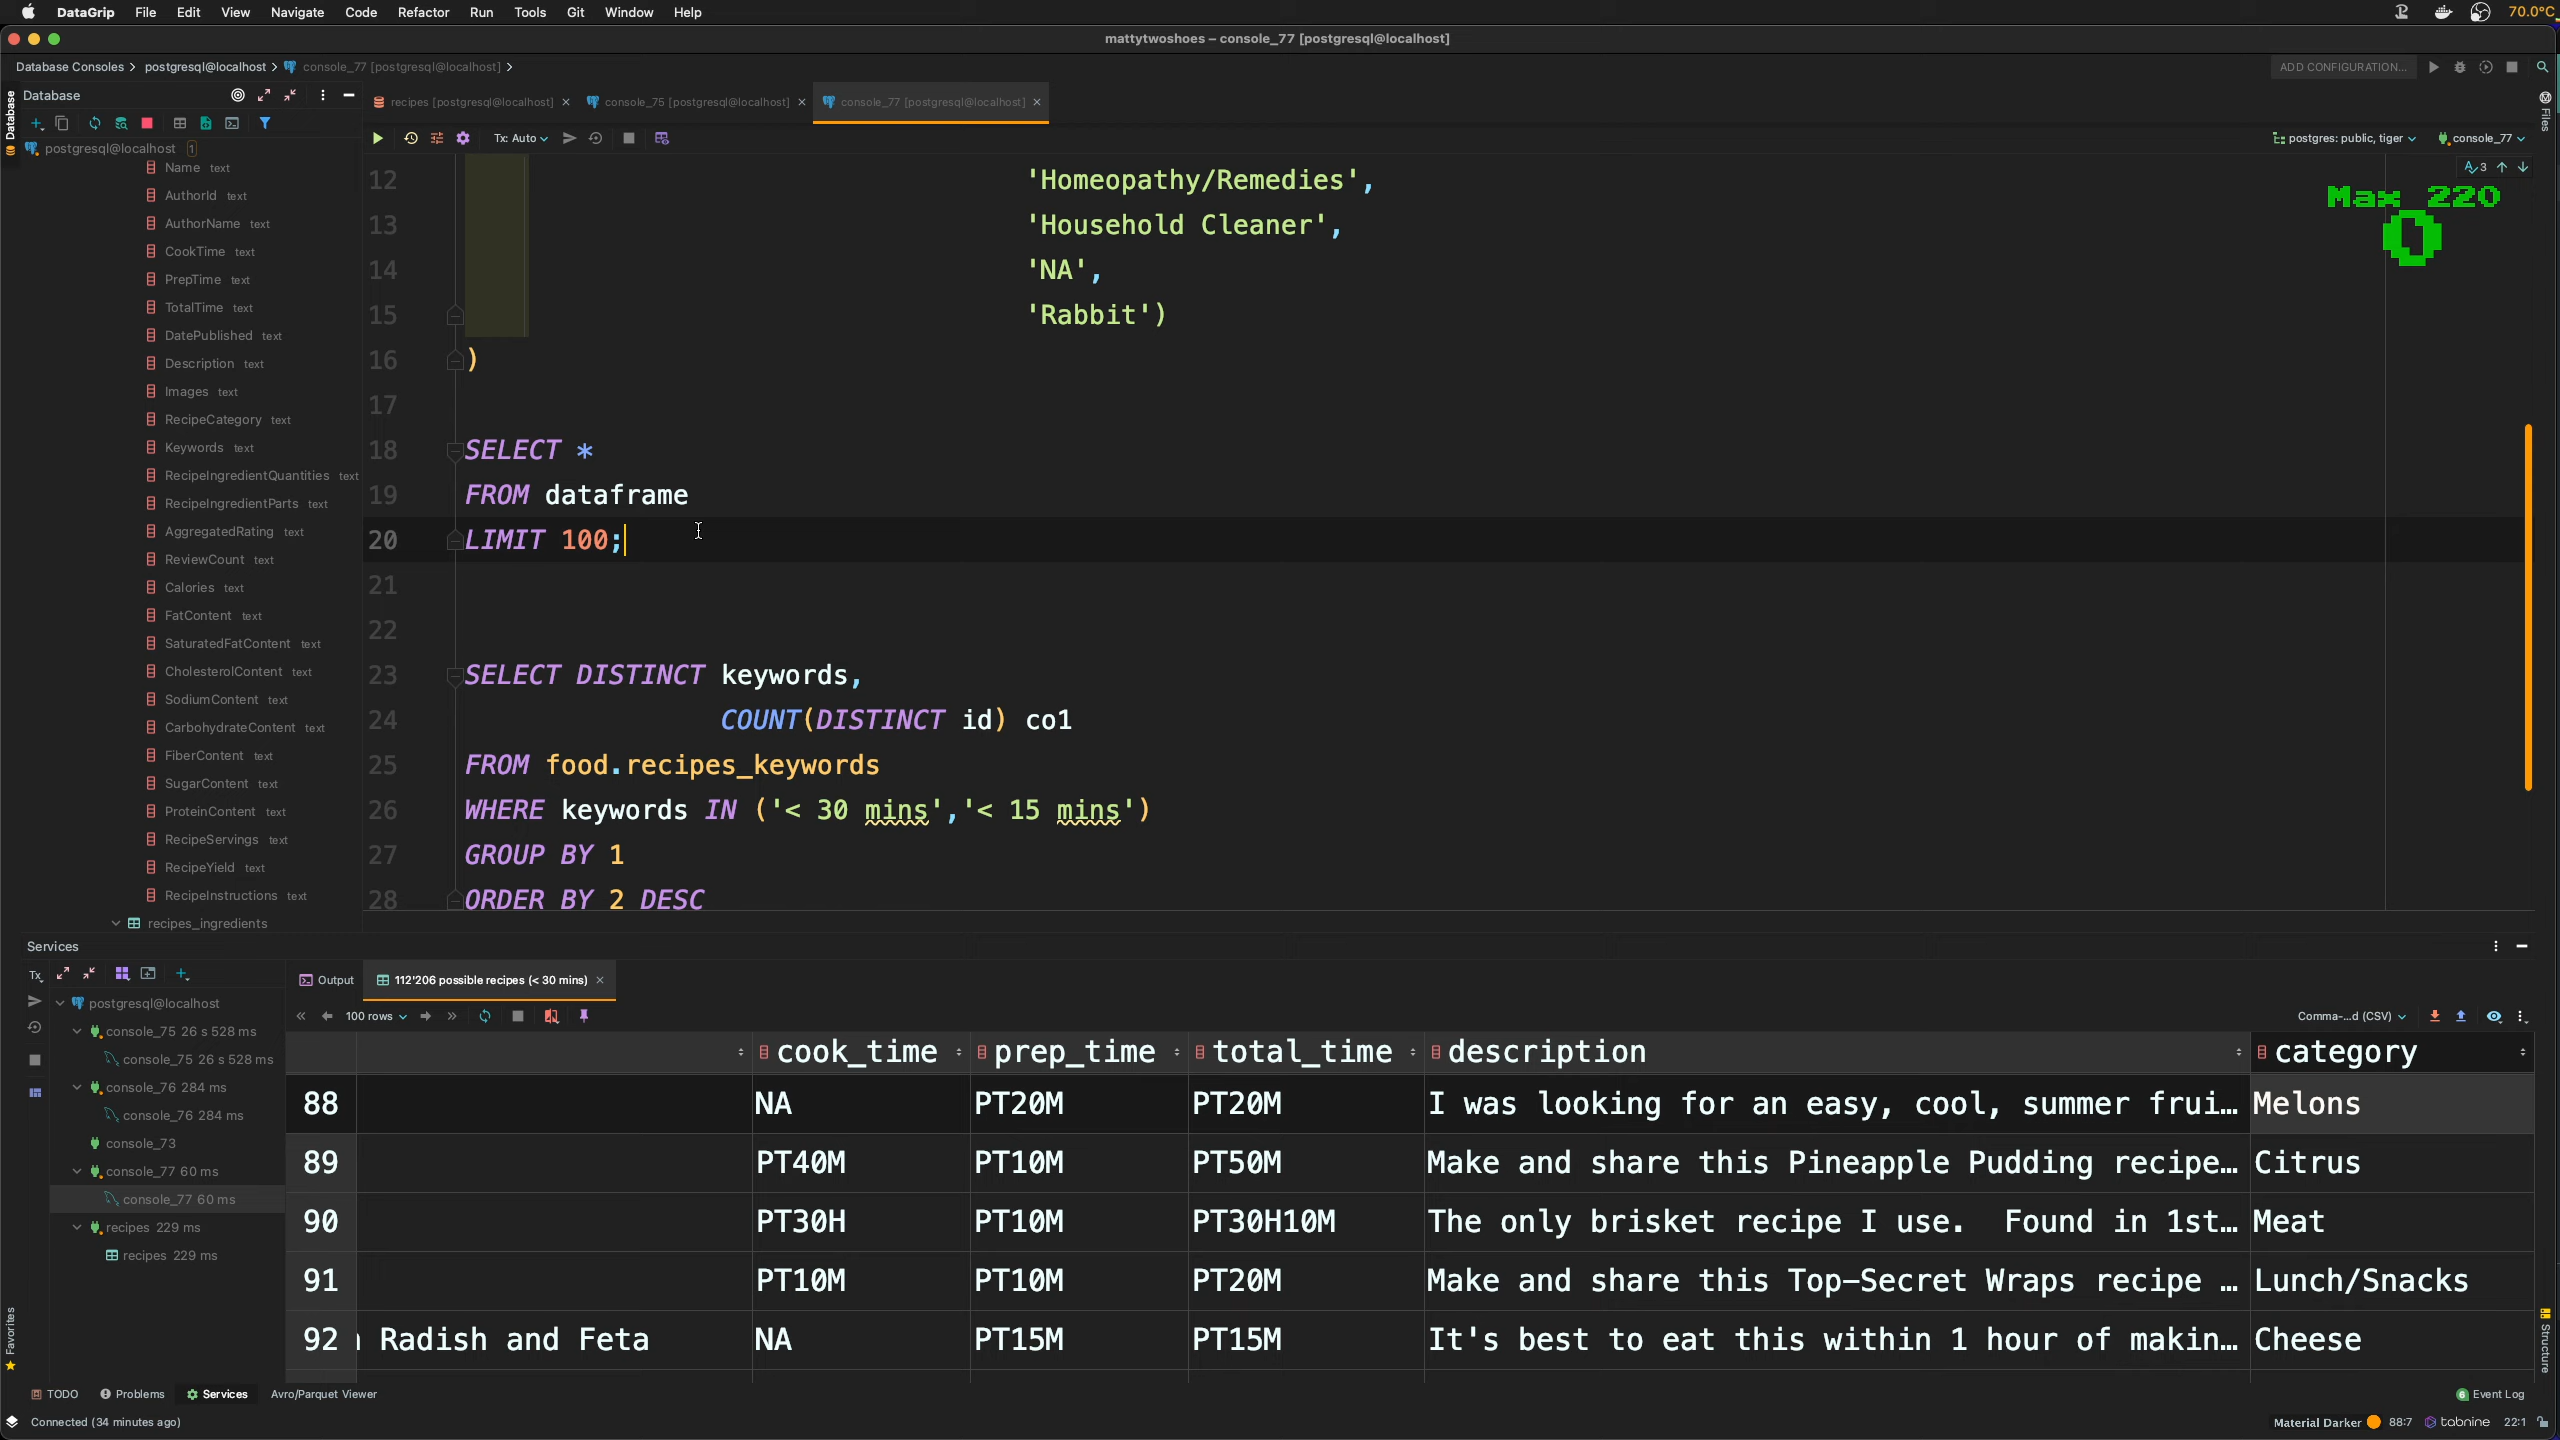 DataGrip File Edit View Navigate Code Refactor Run Tools Git Window Help
70.0°C
mattytwoshoes – console_77 [postgresql@localhost]
Database Consoles postgresql@localhost console_77 [postgresql@localhost]
ADD CONFIGURATION...
Database
Database
recipes [postgresql@localhost]
console_75 [postgresql@localhost]
console_77 [postgresql@localhost]
Files
Tx: Auto
postgres: public, tiger
console_77
postgresql@localhost 1
Name text
AuthorId text
AuthorName text
CookTime text
PrepTime text
TotalTime text
DatePublished text
Description text
Images text
RecipeCategory text
Keywords text
RecipeIngredientQuantities text
RecipeIngredientParts text
AggregatedRating text
ReviewCount text
Calories text
FatContent text
SaturatedFatContent text
CholesterolContent text
SodiumContent text
CarbohydrateContent text
FiberContent text
SugarContent text
ProteinContent text
RecipeServings text
RecipeYield text
RecipeInstructions text
recipes_ingredients
3
Max 220
0
12 'Homeopathy/Remedies',
13 'Household Cleaner',
14 'NA',
15 'Rabbit')
16 )
17
18 SELECT *
19 FROM dataframe
20 LIMIT 100;
21
22
23 SELECT DISTINCT keywords,
24 COUNT(DISTINCT id) co1
25 FROM food.recipes_keywords
26 WHERE keywords IN ('< 30 mins','< 15 mins')
27 GROUP BY 1
28 ORDER BY 2 DESC
Services
Tx
Output
112'206 possible recipes (< 30 mins)
postgresql@localhost
console_75 26 s 528 ms
console_75 26 s 528 ms
console_76 284 ms
console_76 284 ms
console_73
console_77 60 ms
console_77 60 ms
recipes 229 ms
recipes 229 ms
100 rows
Comma-...d (CSV)
cook_time prep_time total_time description category
88 NA PT20M PT20M I was looking for an easy, cool, summer frui… Melons
89 PT40M PT10M PT50M Make and share this Pineapple Pudding recipe… Citrus
90 PT30H PT10M PT30H10M The only brisket recipe I use. Found in 1st… Meat
91 PT10M PT10M PT20M Make and share this Top-Secret Wraps recipe … Lunch/Snacks
92 Radish and Feta NA PT15M PT15M It's best to eat this within 1 hour of makin… Cheese
Favorites
Structure
TODO Problems Services Avro/Parquet Viewer
6 Event Log
Connected (34 minutes ago)
Material Darker 88:7 tabnine 22:1